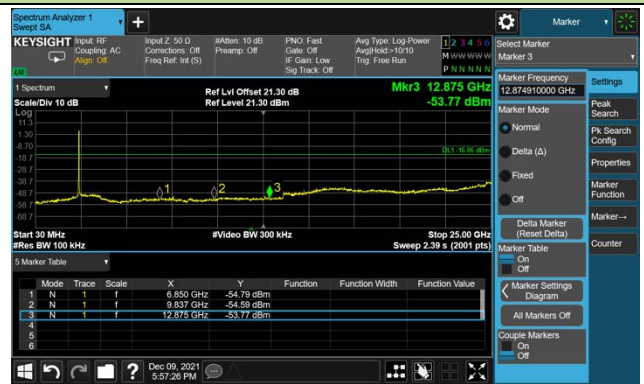 Spectrum Analyzer 1
Swept SA
Marker
KEYSIGHT
Input: RF
Coupling: AC
Align: Off
Input Z: 50 Ω
Corrections: Off
Freq Ref: Int (S)
#Atten: 10 dB
Preamp: Off
PNO: Fast
Gate: Off
IF Gain: Low
Sig Track: Off
Avg Type: Log-Power
Avg|Hold:>10/10
Trig: Free Run
1 2 3 4 5 6
M W W W W W
P N N N N N
Select Marker
Marker 3
1 Spectrum
Scale/Div 10 dB
Log
Ref Lvl Offset 21.30 dB
Ref Level 21.30 dBm
Mkr3 12.875 GHz
-53.77 dBm
11.3
1.30
-8.70
-18.7
-28.7
-38.7
-48.7
-58.7
-68.7
DL1 -16.06 dBm
1
2
3
Start 30 MHz
#Res BW 100 kHz
#Video BW 300 kHz
Stop 25.00 GHz
Sweep 2.39 s (2001 pts)
5 Marker Table
Mode Trace Scale X Y Function Function Width Function Value
1 N 1 f 6.850 GHz -54.79 dBm
2 N 1 f 9.837 GHz -54.59 dBm
3 N 1 f 12.875 GHz -53.77 dBm
4
5
6
Marker Frequency
12.874910000 GHz
Marker Mode
Normal
Delta (Δ)
Fixed
Off
Delta Marker
(Reset Delta)
Marker Table
On
Off
Marker Settings
Diagram
All Markers Off
Couple Markers
On
Off
Settings
Peak
Search
Pk Search
Config
Properties
Marker
Function
Marker→
Counter
?
Dec 09, 2021
5:57:26 PM